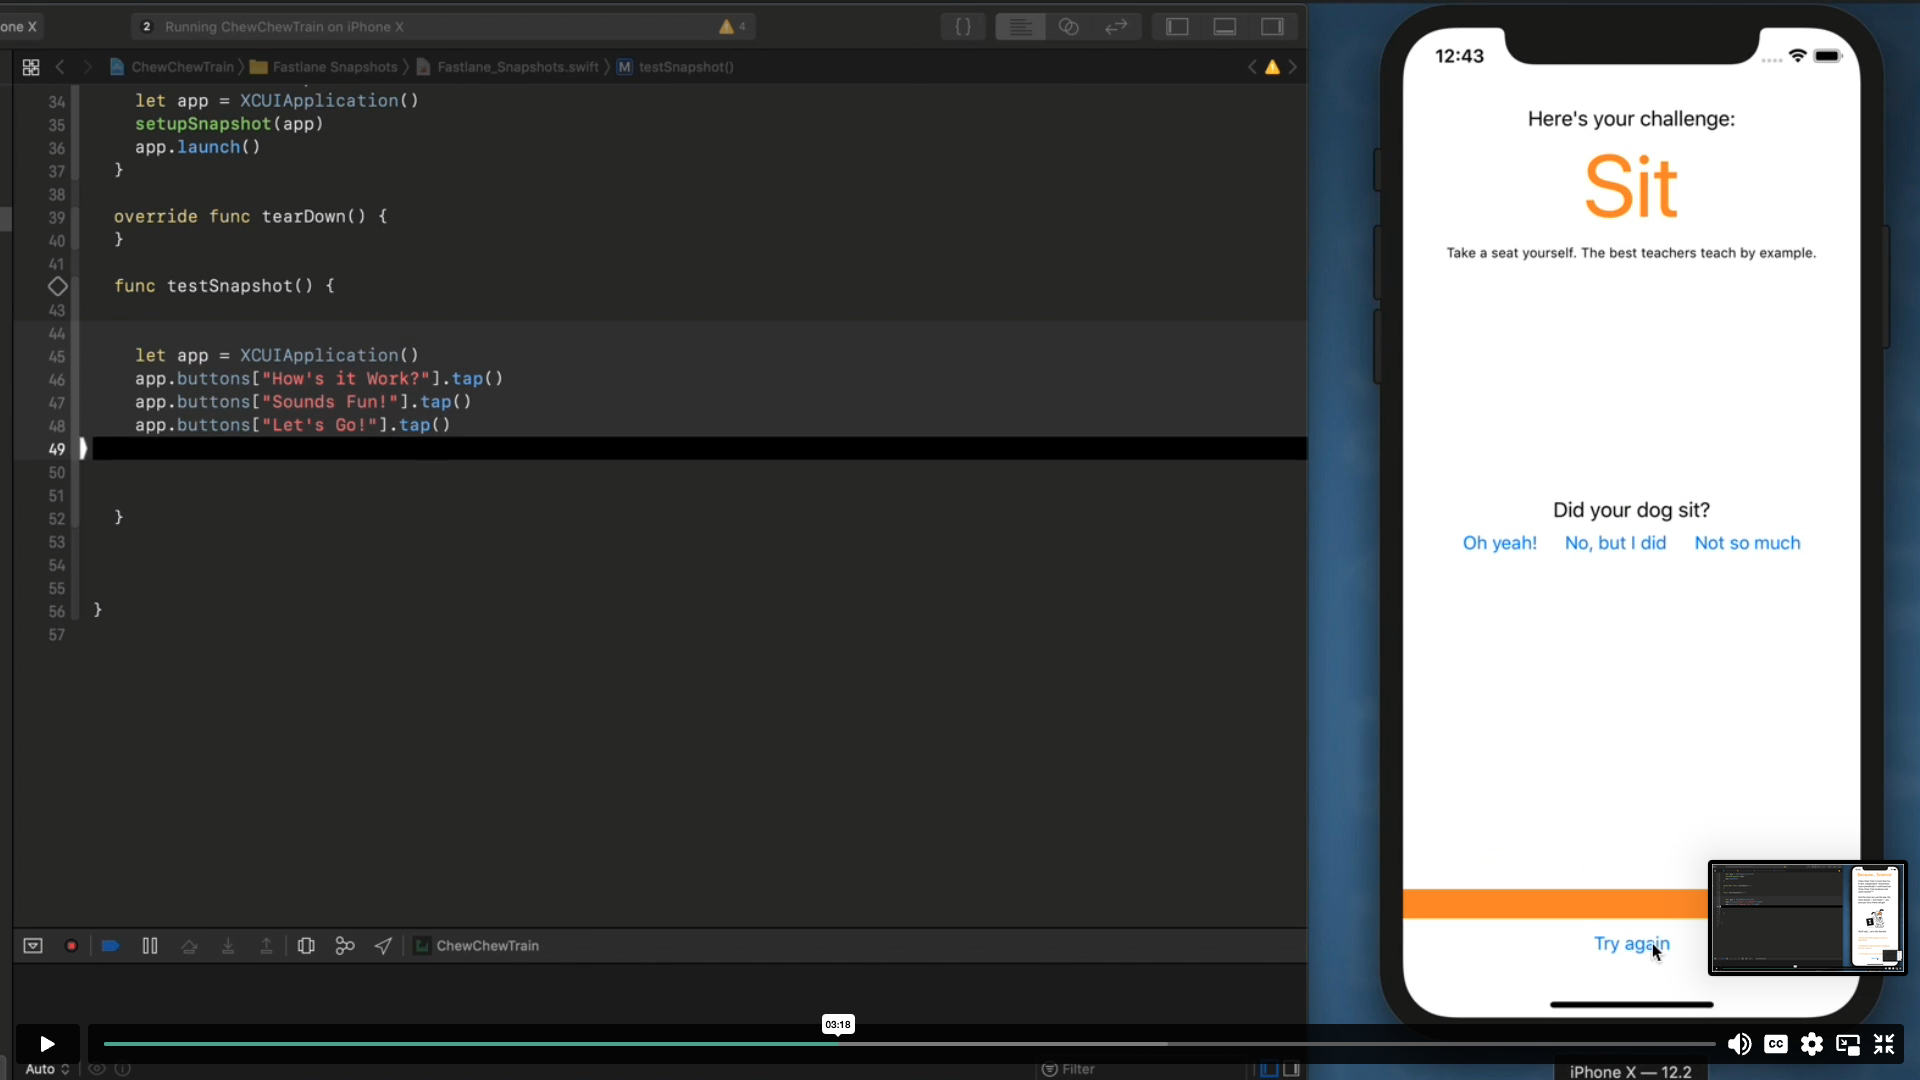 one X
2 Running ChewChewTrain on iPhone X
4
ChewChewTrain
Fastlane Snapshots
Fastlane_Snapshots.swift
M testSnapshot()
34 let app = XCUIApplication()
35 setupSnapshot(app)
36 app.launch()
37 }
38
39 override func tearDown() {
40 }
41
func testSnapshot() {
43
44
45 let app = XCUIApplication()
46 app.buttons["How's it Work?"].tap()
47 app.buttons["Sounds Fun!"].tap()
48 app.buttons["Let's Go!"].tap()
49
50
51
52 }
53
54
55
56 }
57
ChewChewTrain
12:43
Here's your challenge:
Sit
Take a seat yourself. The best teachers teach by example.
Did your dog sit?
Oh yeah! No, but I did Not so much
Try again
03:18
CC
Auto
Filter
iPhone X — 12.2